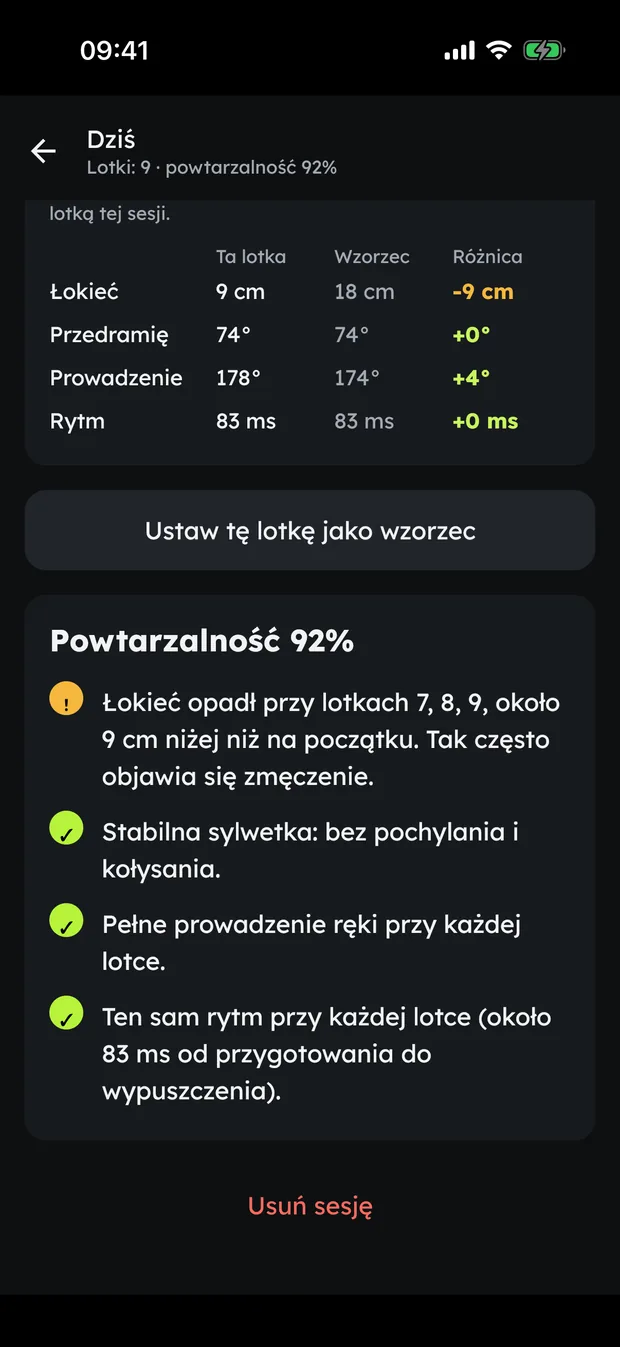 09:41
Dziś
Lotki: 9 · powtarzalność 92%
lotką tej sesji.
Ta lotka Wzorzec Różnica
Łokieć 9 cm 18 cm -9 cm
Przedramię 74° 74° +0°
Prowadzenie 178° 174° +4°
Rytm 83 ms 83 ms +0 ms
Ustaw tę lotkę jako wzorzec
Powtarzalność 92%
Łokieć opadł przy lotkach 7, 8, 9, około
9 cm niżej niż na początku. Tak często
objawia się zmęczenie.
Stabilna sylwetka: bez pochylania i
kołysania.
Pełne prowadzenie ręki przy każdej
lotce.
Ten sam rytm przy każdej lotce (około
83 ms od przygotowania do
wypuszczenia).
Usuń sesję